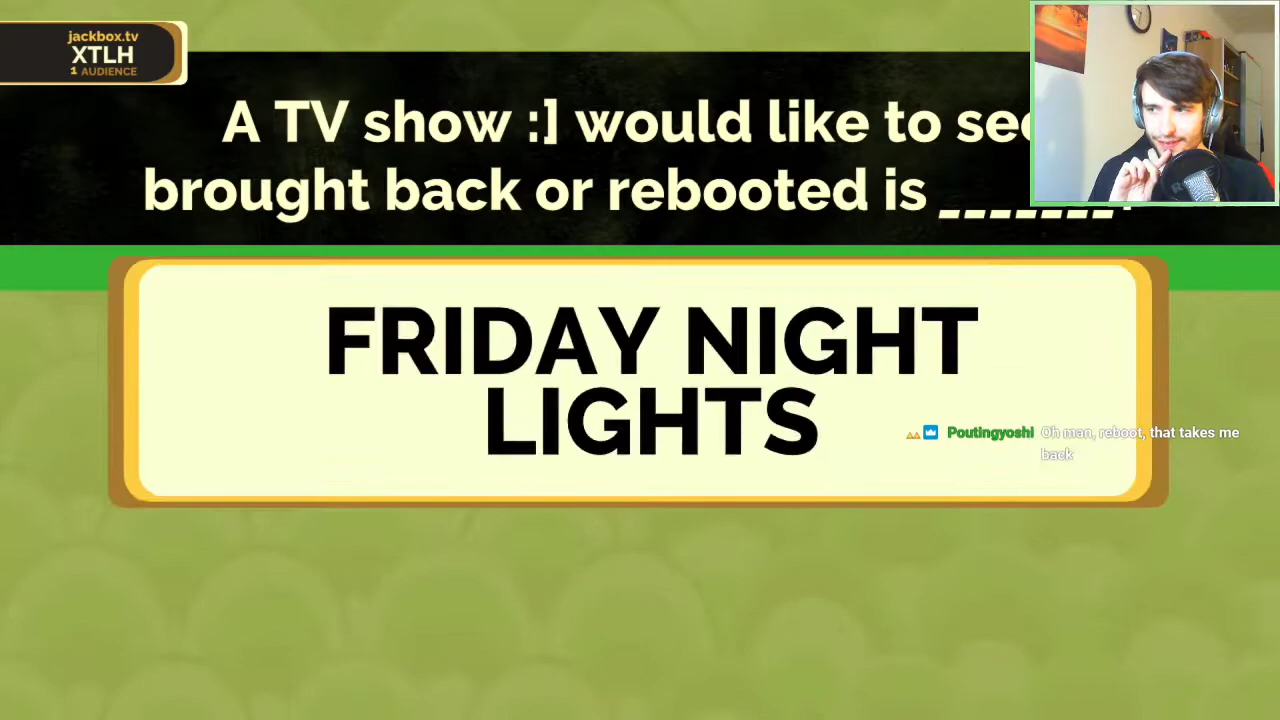 jackbox.tv
XTLH
1 AUDIENCE
A TV show :] would like to see
brought back or rebooted is _______.
FRIDAY NIGHT
LIGHTS
Poutingyoshi Oh man, reboot, that takes me
back